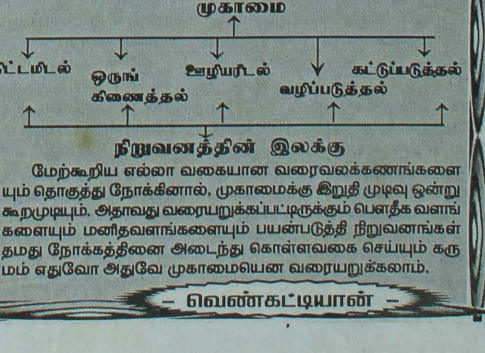 முகாமை
ட்டமிடல்
ஒருங் கிணைத்தல்
ஊழியரிடல்
வழிப்படுத்தல்
கட்டுப்படுத்தல்
நிறுவனத்தின் இலக்கு
மேற்கூறிய எல்லா வகையான வரைவலக்கணங்களை
யும் தொகுத்து நோக்கினால், முகாமைக்கு இறுதி முடிவு ஒன்று
கூறமுடியும். அதாவது வரையறுக்கப்பட்டிருக்கும் பௌதீக வளங்
களையும் மனிதவளங்களையும் பயன்படுத்தி நிறுவனங்கள்
தமது நோக்கத்தினை அடைந்து கொள்ளவகை செய்யும் கரு
மம் எதுவோ அதுவே முகாமையென வரையறுக்கலாம்.
- வெண்கட்டியான் -